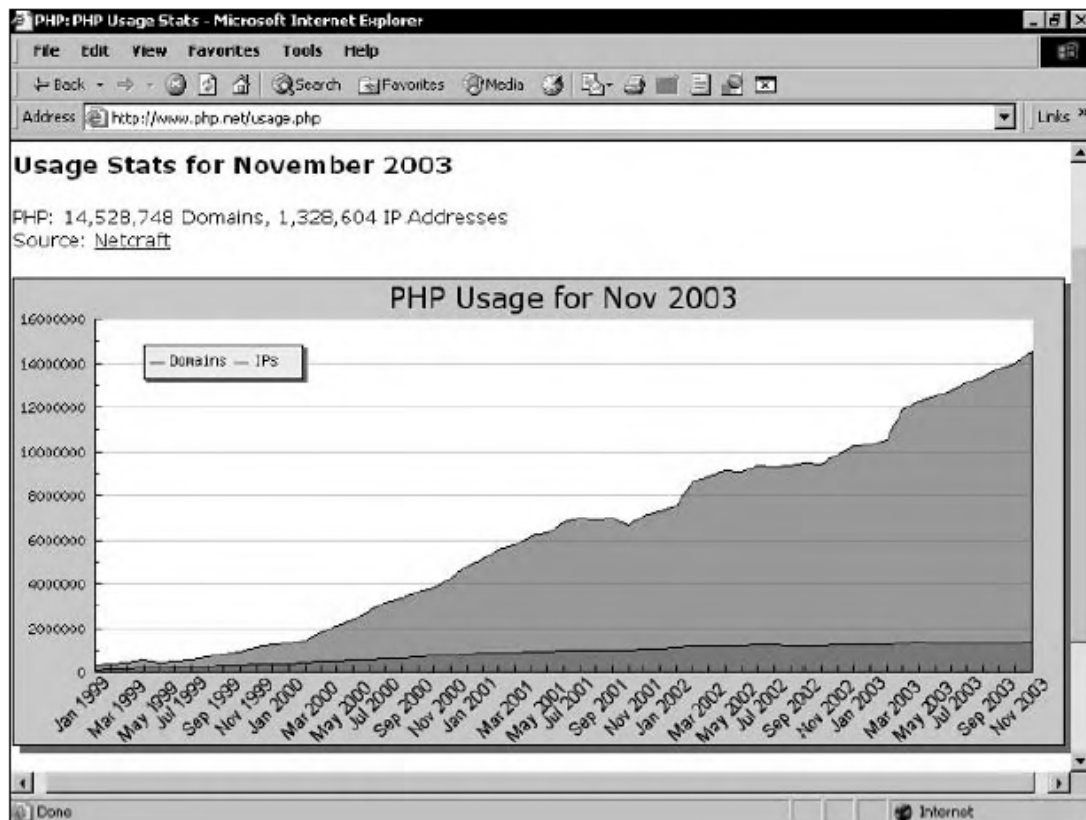 PHP: PHP Usage Stats - Microsoft Internet Explorer
File Edit View Favorites Tools Help
Back Search Favorites Media
Address http://www.php.net/usage.php Links »
Usage Stats for November 2003
PHP: 14,528,748 Domains, 1,328,604 IP Addresses
Source: Netcraft
PHP Usage for Nov 2003
16000000
Domains IPs
14000000
12000000
10000000
8000000
6000000
4000000
2000000
0
Jan 1999 Mar 1999 May 1999 Jul 1999 Sep 1999 Nov 1999 Jan 2000 Mar 2000 May 2000 Jul 2000 Sep 2000 Nov 2000 Jan 2001 Mar 2001 May 2001 Jul 2001 Sep 2001 Nov 2001 Jan 2002 Mar 2002 May 2002 Jul 2002 Sep 2002 Nov 2002 Jan 2003 Mar 2003 May 2003 Jul 2003 Sep 2003 Nov 2003
Done Internet